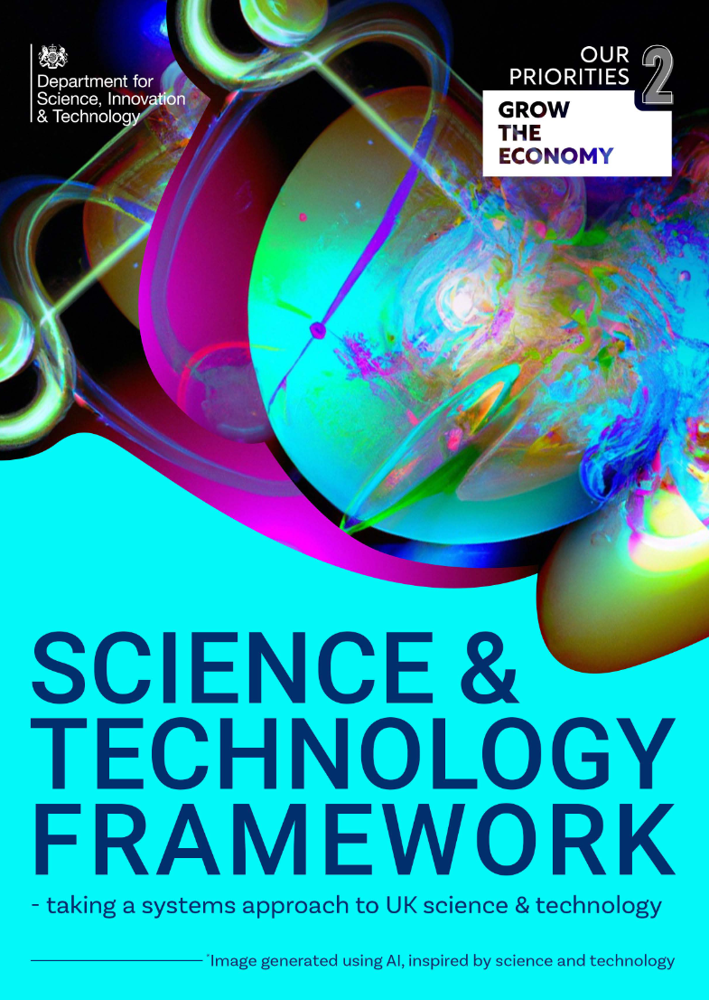 Department for
Science, Innovation
& Technology
OUR
PRIORITIES
2
GROW
THE
ECONOMY
SCIENCE &
TECHNOLOGY
FRAMEWORK
- taking a systems approach to UK science & technology
*Image generated using AI, inspired by science and technology